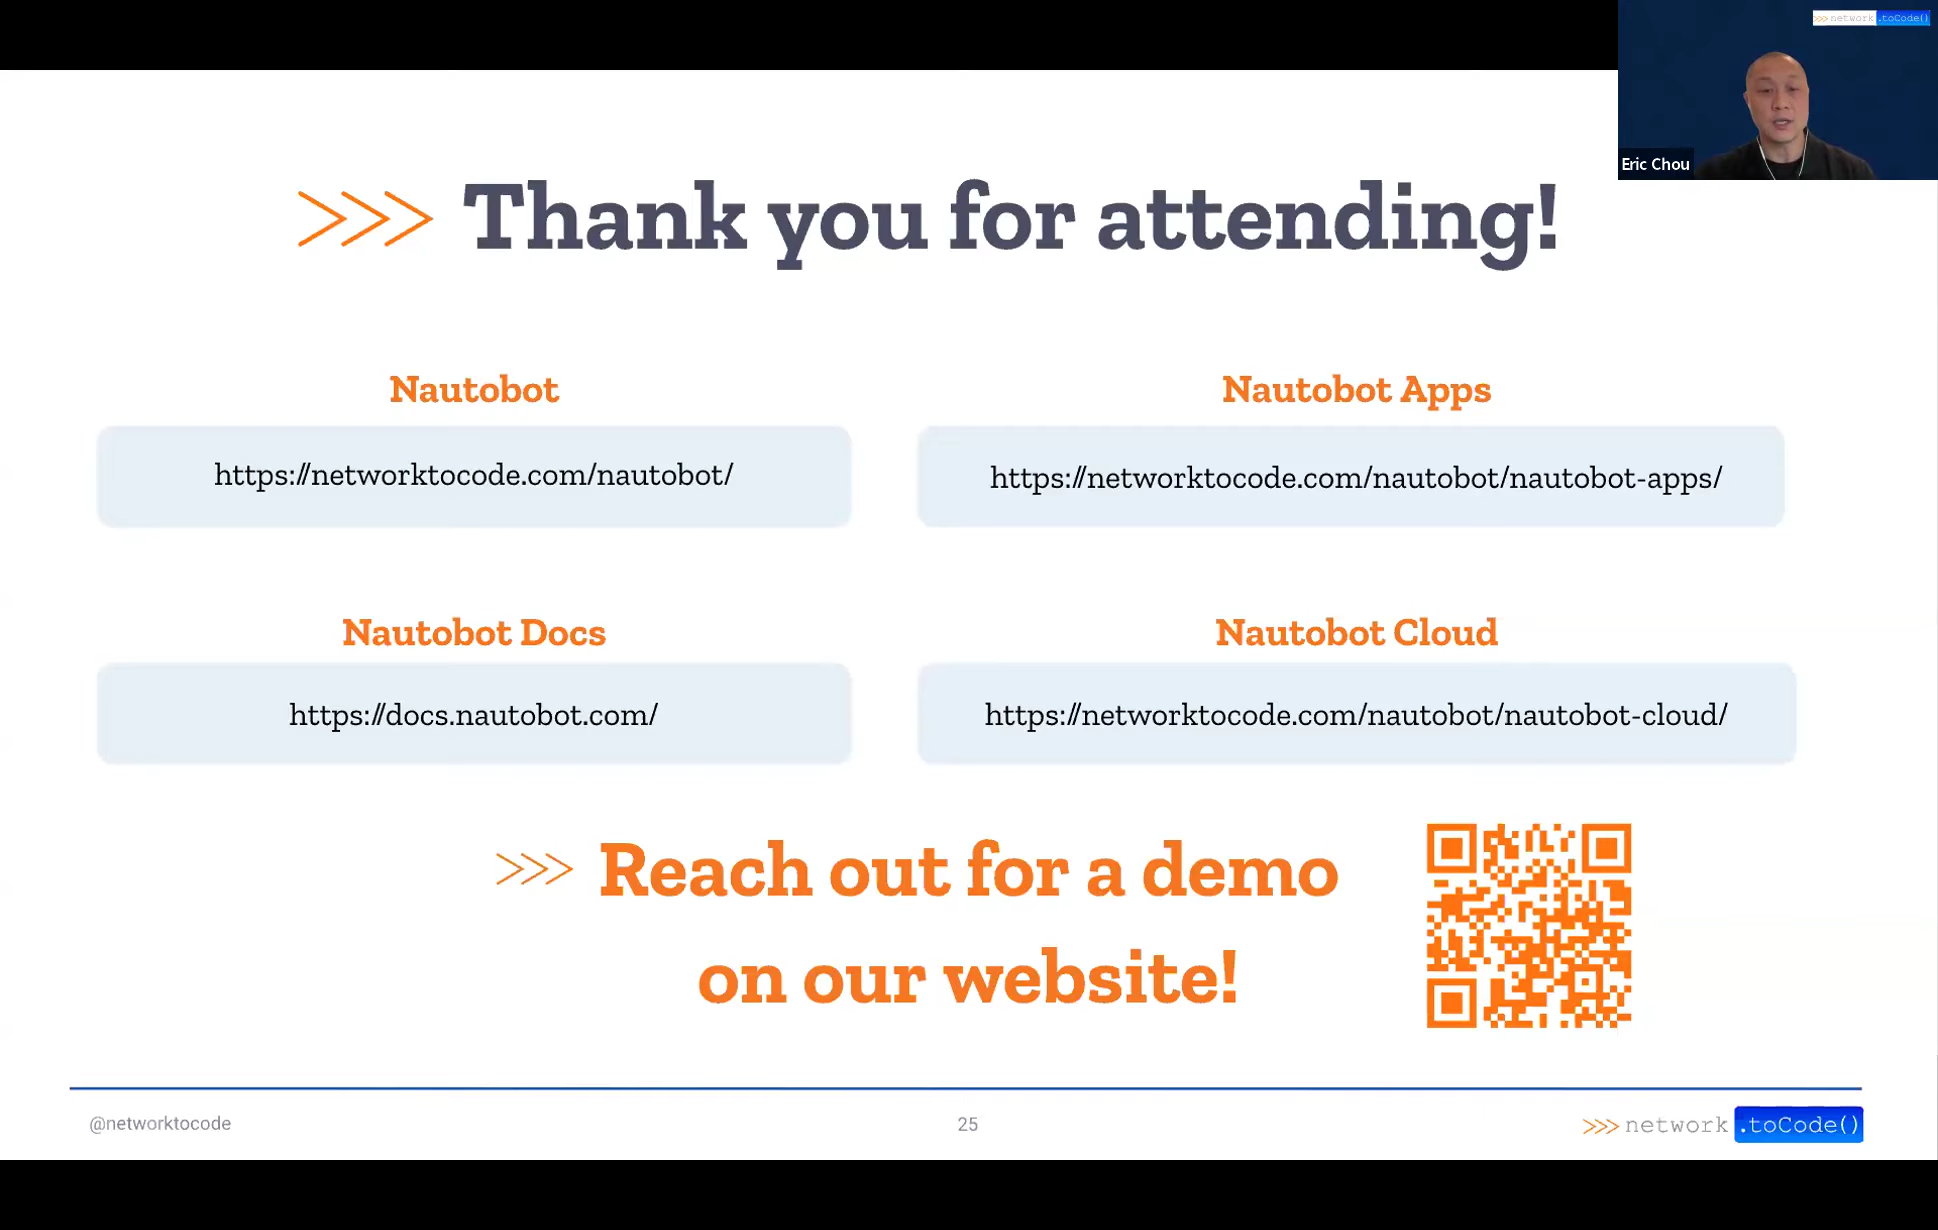 >>> network .toCode()
Eric Chou
>>> Thank you for attending!
Nautobot
https://networktocode.com/nautobot/
Nautobot Apps
https://networktocode.com/nautobot/nautobot-apps/
Nautobot Docs
https://docs.nautobot.com/
Nautobot Cloud
https://networktocode.com/nautobot/nautobot-cloud/
>>> Reach out for a demo
on our website!
@networktocode
25
>>> network .toCode()